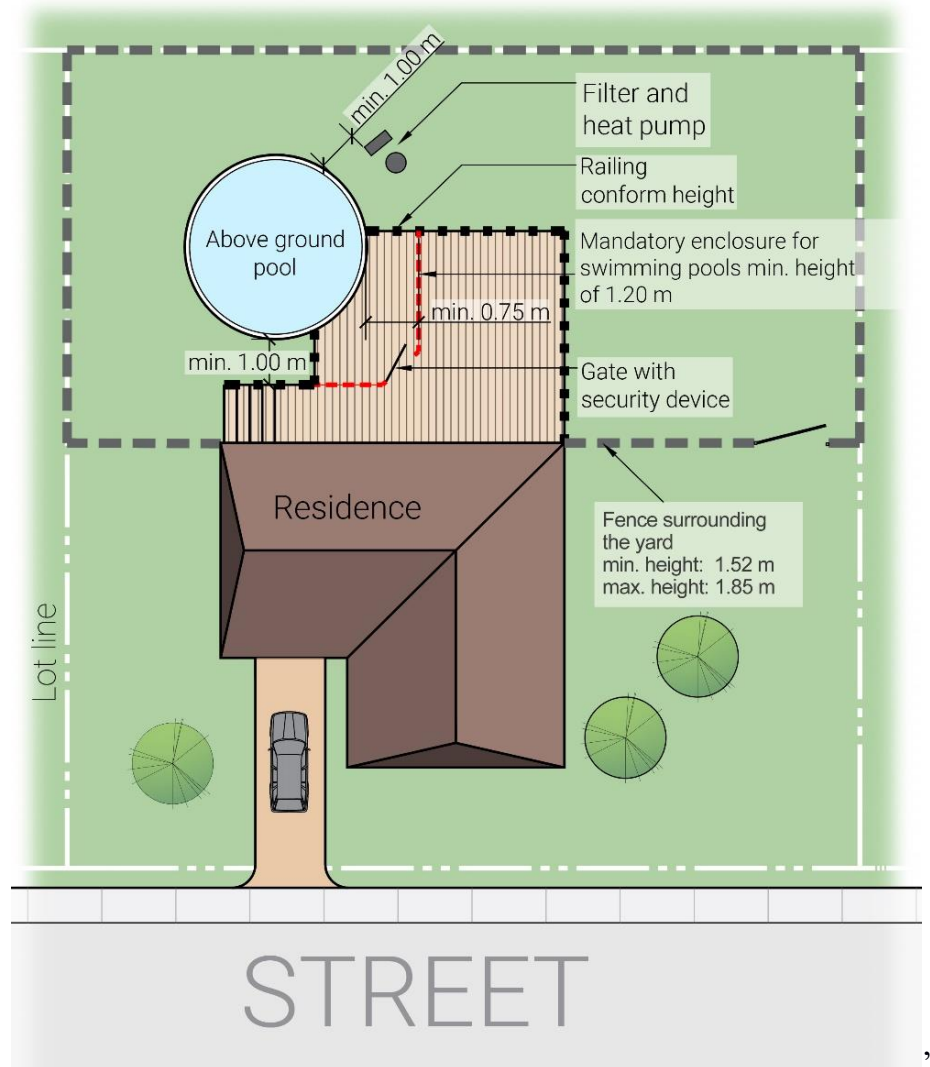 min. 1.00 m
Filter and
heat pump
Railing
conform height
Above ground
pool
Mandatory enclosure for
swimming pools min. height
of 1.20 m
min. 0.75 m
min. 1.00 m
Gate with
security device
Residence
Fence surrounding
the yard
min. height: 1.52 m
max. height: 1.85 m
Lot line
STREET
,